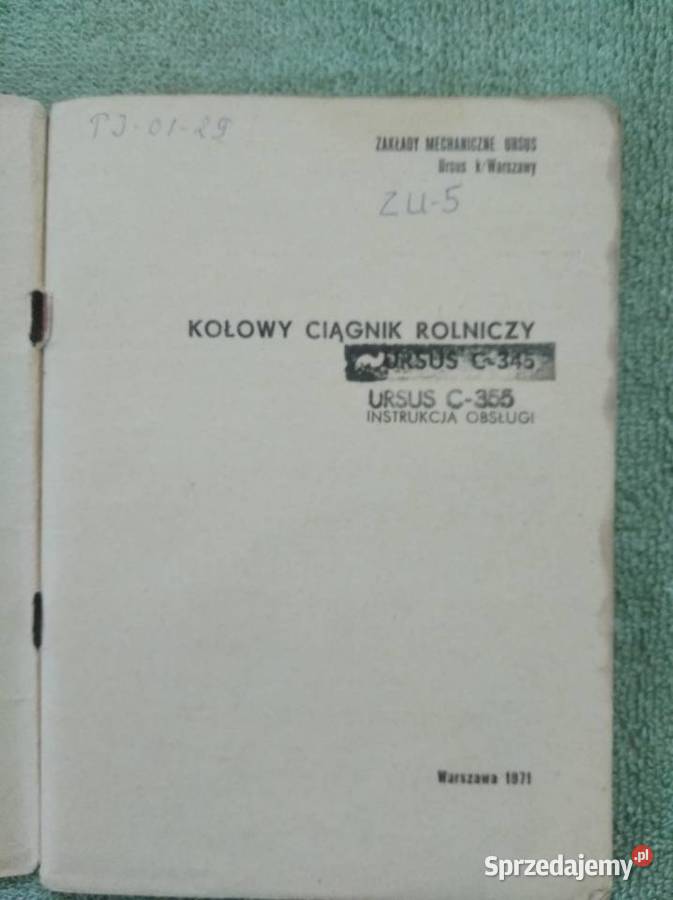 PJ-01-29
ZAKŁADY MECHANICZNE URSUS
Ursus k/Warszawy
ZU-5
KOŁOWY CIĄGNIK ROLNICZY
URSUS C-345
URSUS C-355
INSTRUKCJA OBSŁUGI
Warszawa 1971
Sprzedajemy.pl